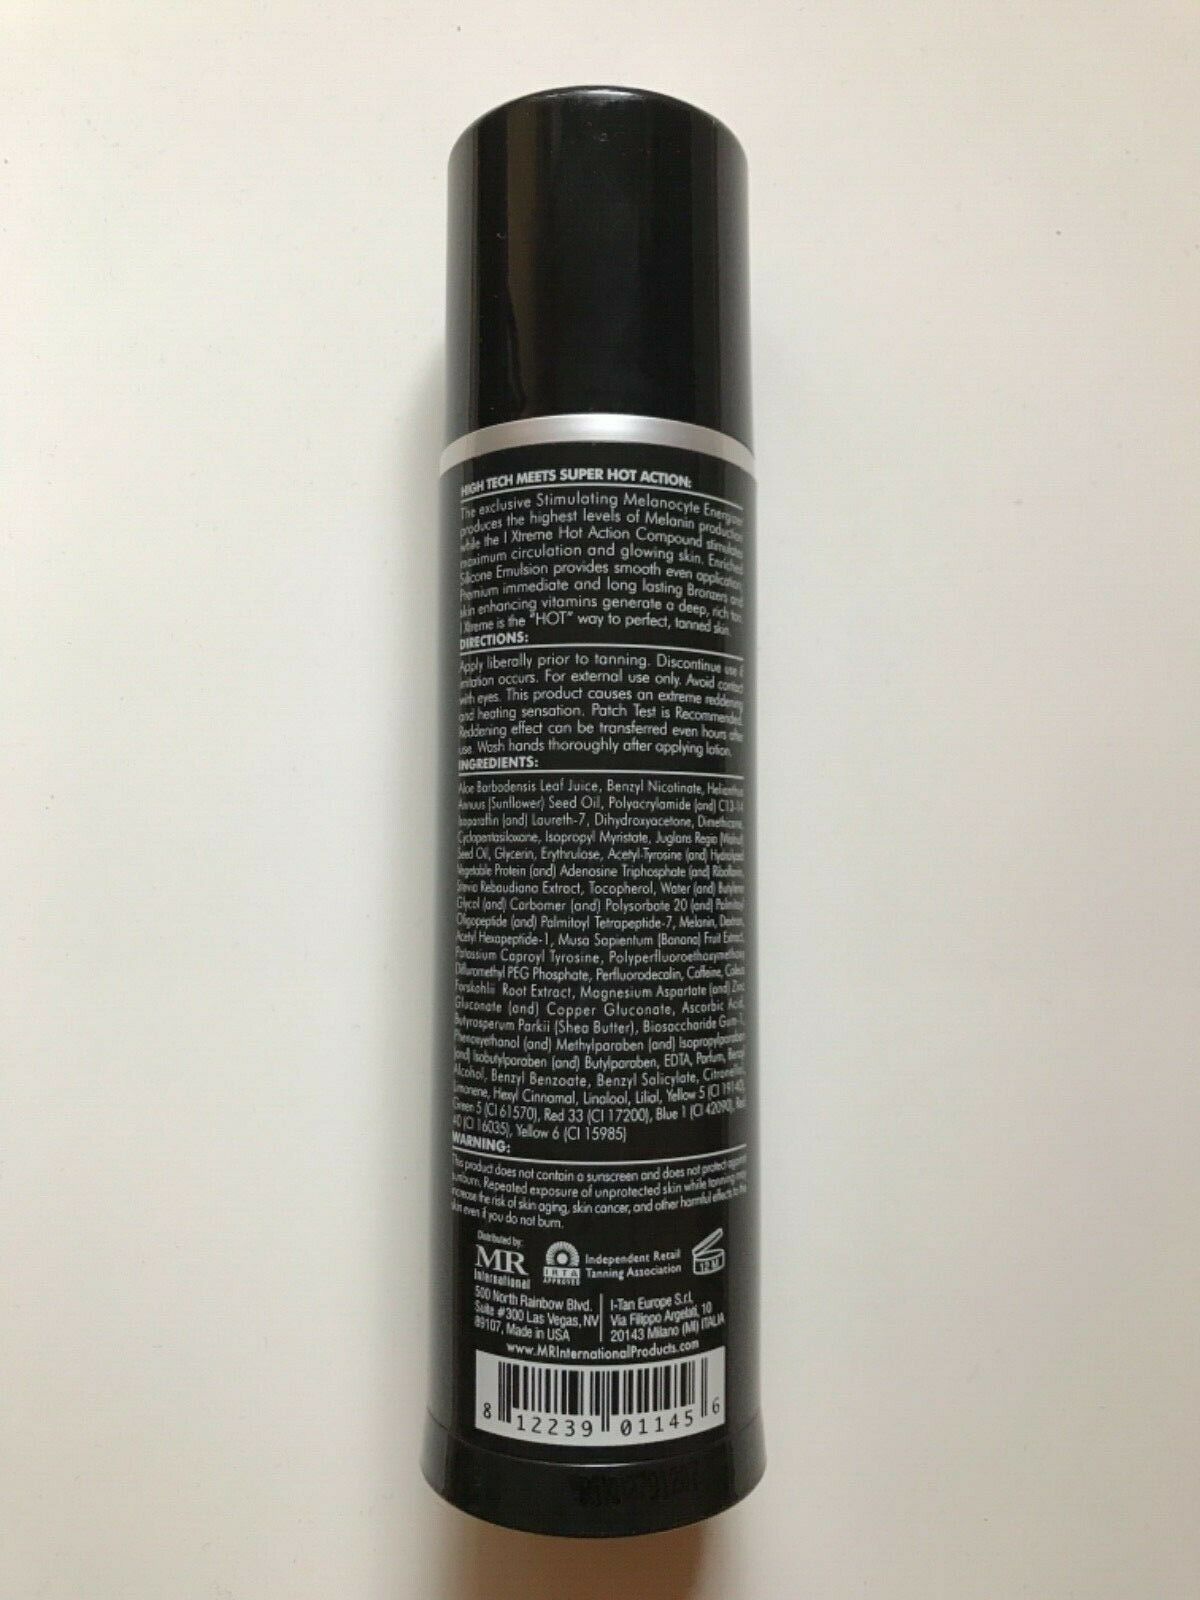 HIGH TECH MEETS SUPER HOT ACTION:
The exclusive Stimulating Melanocyte Energizer
produces the highest levels of Melanin production
while the I Xtreme Hot Action Compound stimulates
maximum circulation and glowing skin. Enriched
Silicone Emulsion provides smooth even application.
Premium immediate and long lasting Bronzers and
skin enhancing vitamins generate a deep, rich tan.
I Xtreme is the "HOT" way to perfect, tanned skin.
DIRECTIONS:
Apply liberally prior to tanning. Discontinue use if
irritation occurs. For external use only. Avoid contact
with eyes. This product causes an extreme reddening
and heating sensation. Patch Test is Recommended.
Reddening effect can be transferred even hours after
use. Wash hands thoroughly after applying lotion.
INGREDIENTS:
Aloe Barbadensis Leaf Juice, Benzyl Nicotinate, Helianthus
Annuus (Sunflower) Seed Oil, Polyacrylamide (and) C13-14
Isoparaffin (and) Laureth-7, Dihydroxyacetone, Dimethicone,
Cyclopentasiloxane, Isopropyl Myristate, Juglans Regia (Walnut)
Seed Oil, Glycerin, Erythrulose, Acetyl-Tyrosine (and) Hydrolyzed
Vegetable Protein (and) Adenosine Triphosphate (and) Riboflavin,
Stevia Rebaudiana Extract, Tocopherol, Water (and) Butylene
Glycol (and) Carbomer (and) Polysorbate 20 (and) Palmitoyl
Oligopeptide (and) Palmitoyl Tetrapeptide-7, Melanin, Dextran,
Acetyl Hexapeptide-1, Musa Sapientum (Banana) Fruit Extract,
Potassium Caproyl Tyrosine, Polyperfluoroethoxymethoxy
Difluromethyl PEG Phosphate, Perfluorodecalin, Caffeine, Coleus
Forskohlii Root Extract, Magnesium Aspartate (and) Zinc
Gluconate (and) Copper Gluconate, Ascorbic Acid,
Butyrosperum Parkii (Shea Butter), Biosaccharide Gum-1,
Phenoxyethanol (and) Methylparaben (and) Isopropylparaben
(and) Isobutylparaben (and) Butylparaben, EDTA, Parfum, Benzyl
Alcohol, Benzyl Benzoate, Benzyl Salicylate, Citronellol,
Limonene, Hexyl Cinnamal, Linalool, Lilial, Yellow 5 (CI 19140),
Green 5 (CI 61570), Red 33 (CI 17200), Blue 1 (CI 42090), Red
40 (CI 16035), Yellow 6 (CI 15985)
WARNING:
This product does not contain a sunscreen and does not protect against
sunburn. Repeated exposure of unprotected skin while tanning may
increase the risk of skin aging, skin cancer, and other harmful effects to the
skin even if you do not burn.
Distributed by:
MR
International
IRTA
APPROVED
Independent Retail
Tanning Association
12 M
500 North Rainbow Blvd.
Suite #300 Las Vegas, NV
89107, Made in USA
I-Tan Europe S.r.l.
Via Filippo Argelati, 10
20143 Milano (MI) ITALIA
www.MRInternationalProducts.com
8 12239 01145 6